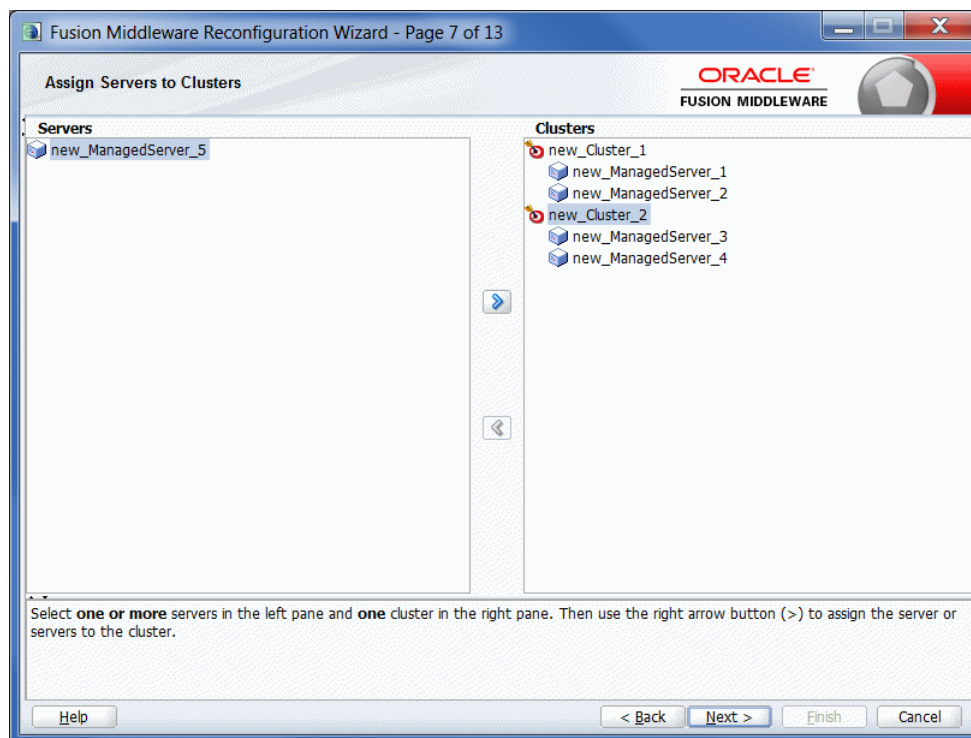 Fusion Middleware Reconfiguration Wizard - Page 7 of 13
Assign Servers to Clusters
ORACLE
FUSION MIDDLEWARE
Servers
new_ManagedServer_5
Clusters
new_Cluster_1
new_ManagedServer_1
new_ManagedServer_2
new_Cluster_2
new_ManagedServer_3
new_ManagedServer_4
Select one or more servers in the left pane and one cluster in the right pane. Then use the right arrow button (>) to assign the server or
servers to the cluster.
Help
< Back
Next >
Finish
Cancel